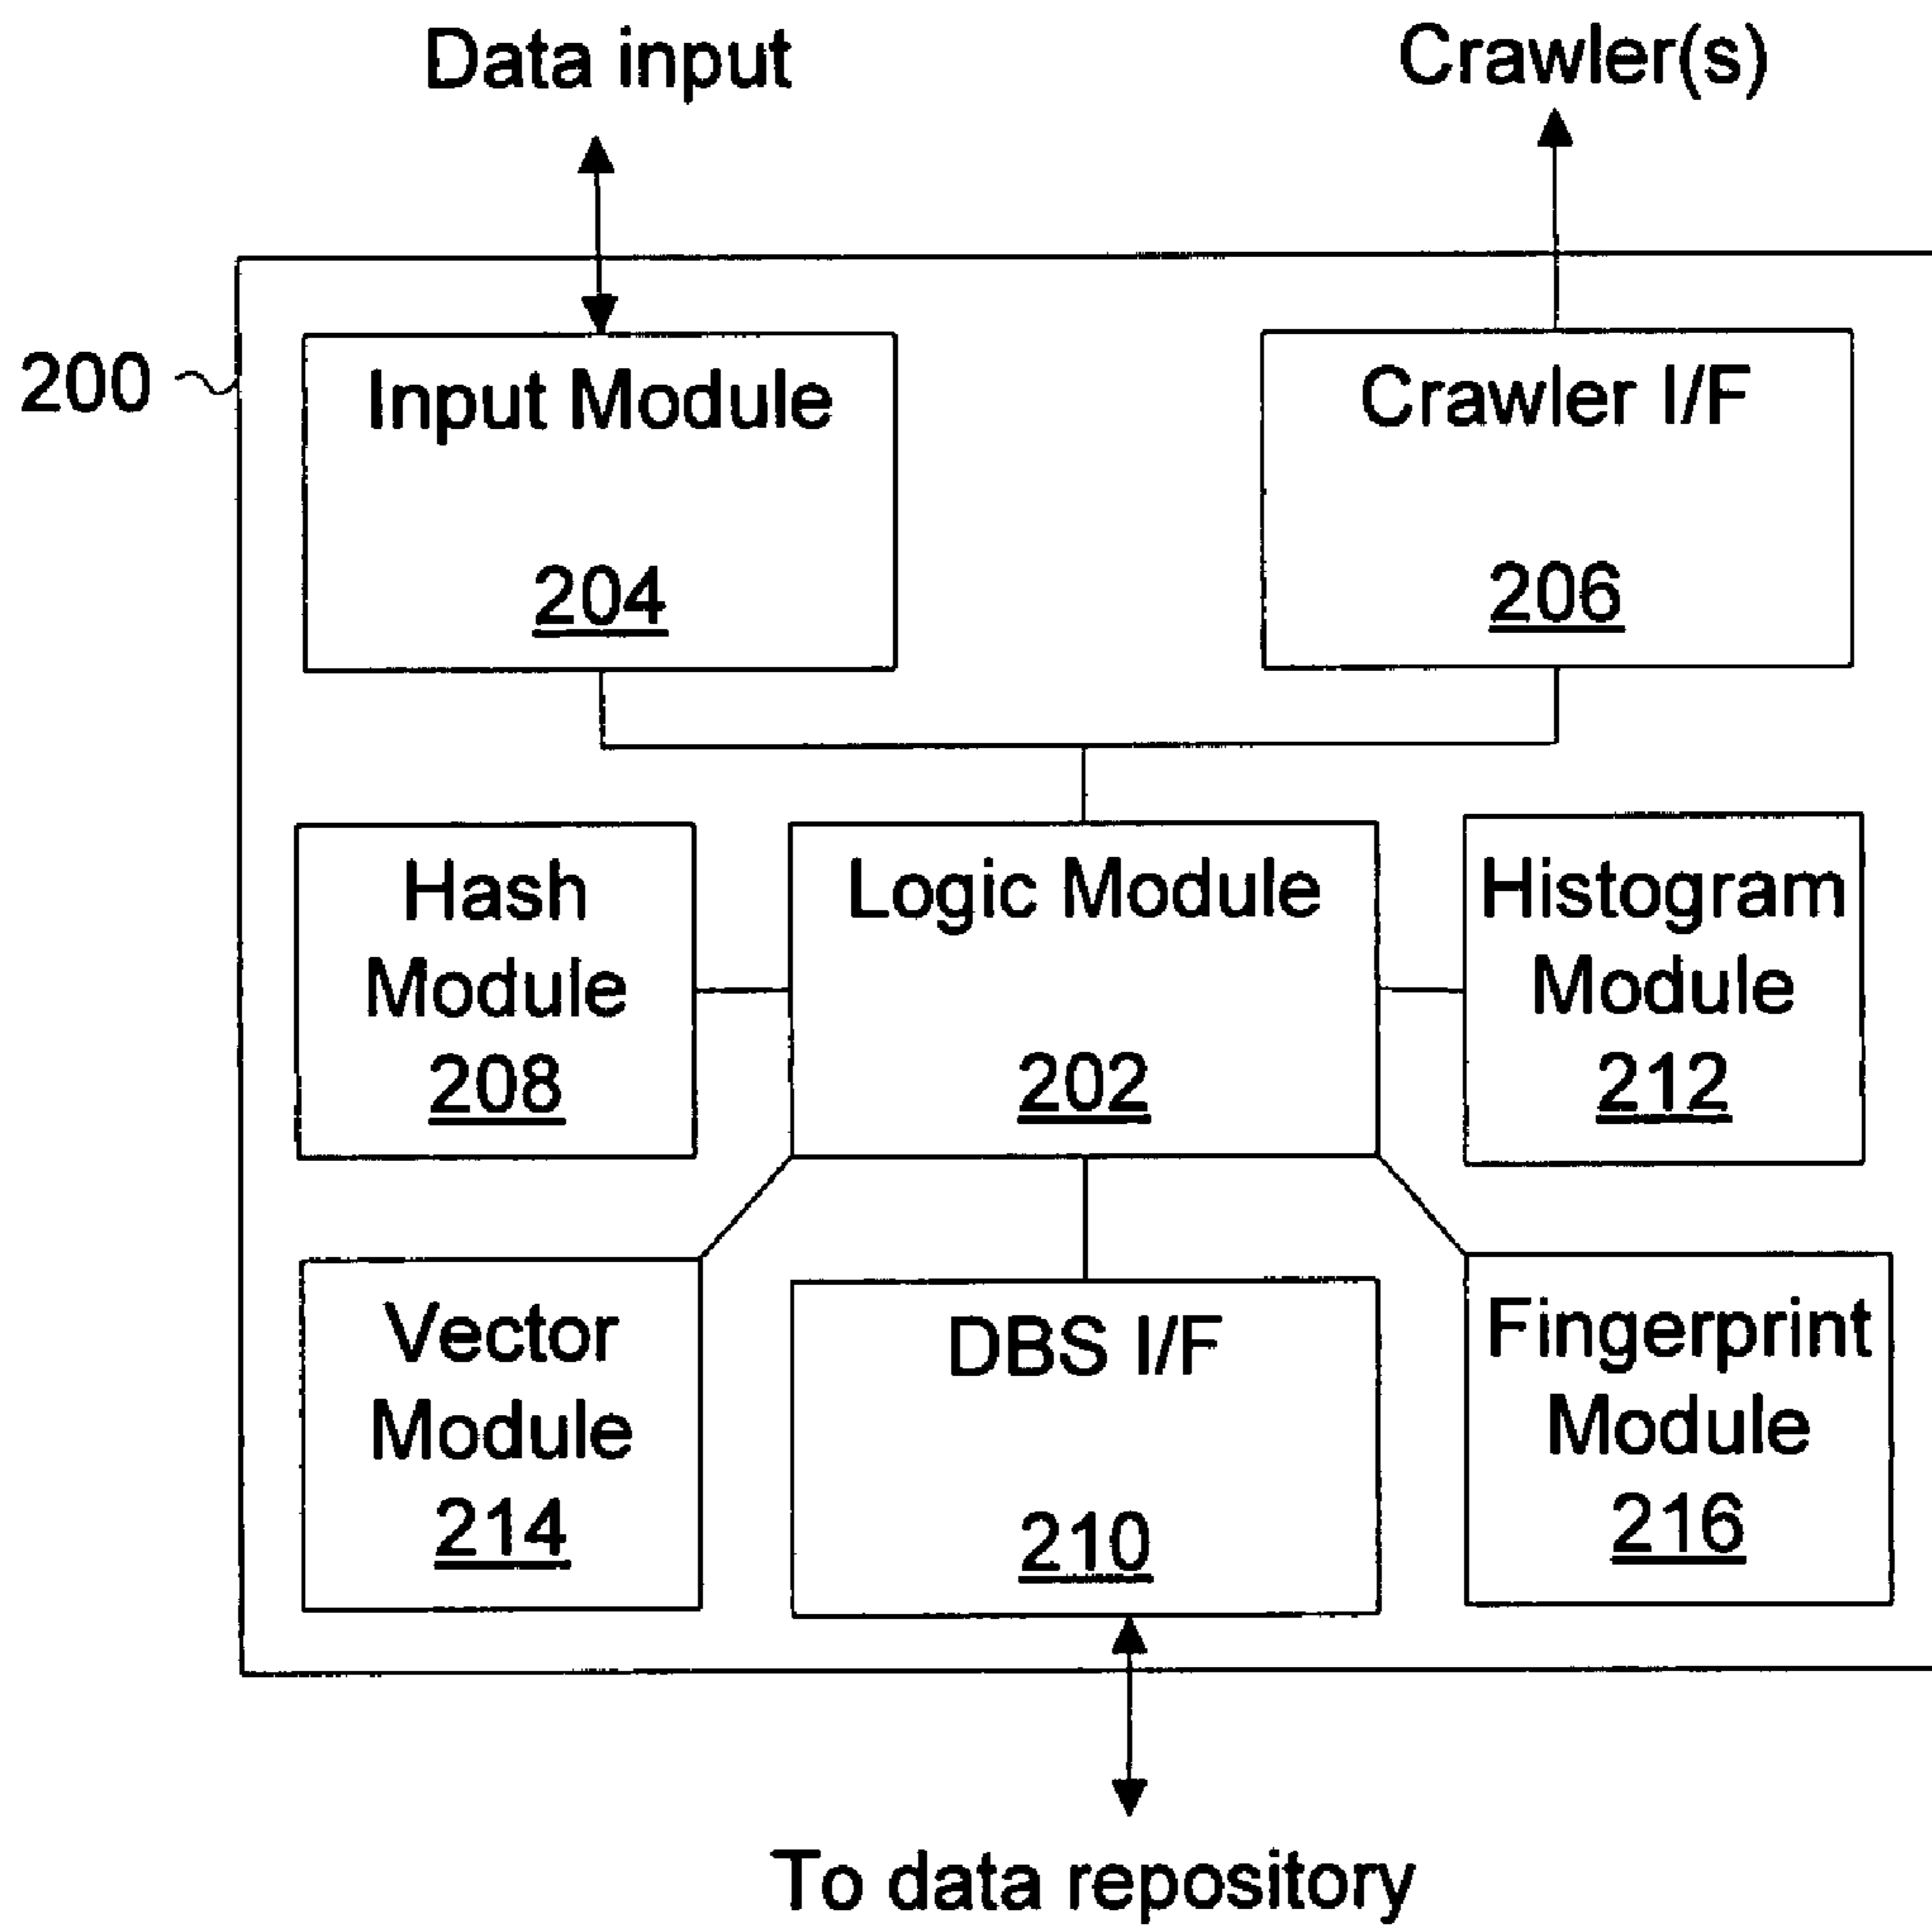 Data input
Crawler(s)
200
Input Module
204
Crawler I/F
206
Hash
Module
208
Logic Module
202
Histogram
Module
212
Vector
Module
214
DBS I/F
210
Fingerprint
Module
216
To data repository